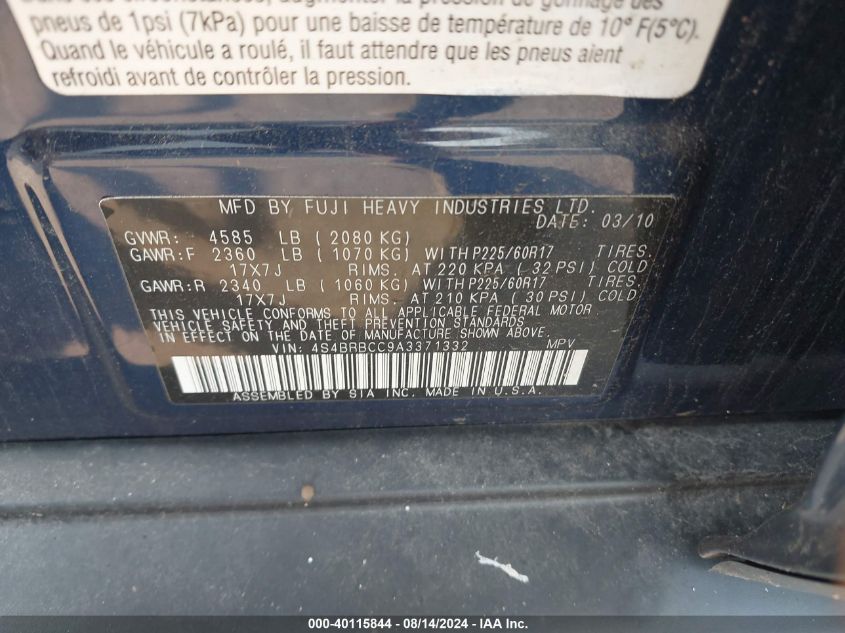 pneus de 1psi (7kPa) pour une baisse de température de 10° F(5°C).
Quand le véhicule a roulé, il faut attendre que les pneus aient
refroidi avant de contrôler la pression.
MFD BY FUJI HEAVY INDUSTRIES LTD.
DATE: 03/10
GVWR: 4585 LB ( 2080 KG)
GAWR:F 2360 LB ( 1070 KG) WITH P225/60R17 TIRES.
17X7J RIMS. AT 220 KPA ( 32 PSI) COLD
GAWR:R 2340 LB ( 1060 KG) WITH P225/60R17 TIRES.
17X7J RIMS. AT 210 KPA ( 30 PSI) COLD
THIS VEHICLE CONFORMS TO ALL APPLICABLE FEDERAL MOTOR
VEHICLE SAFETY AND THEFT PREVENTION STANDARDS
IN EFFECT ON THE DATE OF MANUFACTURE SHOWN ABOVE.
VIN: 4S4BRBCC9A3371332 MPV
ASSEMBLED BY SIA INC. MADE IN U.S.A.
000-40115844 / 08/14/2024 - IMPACT